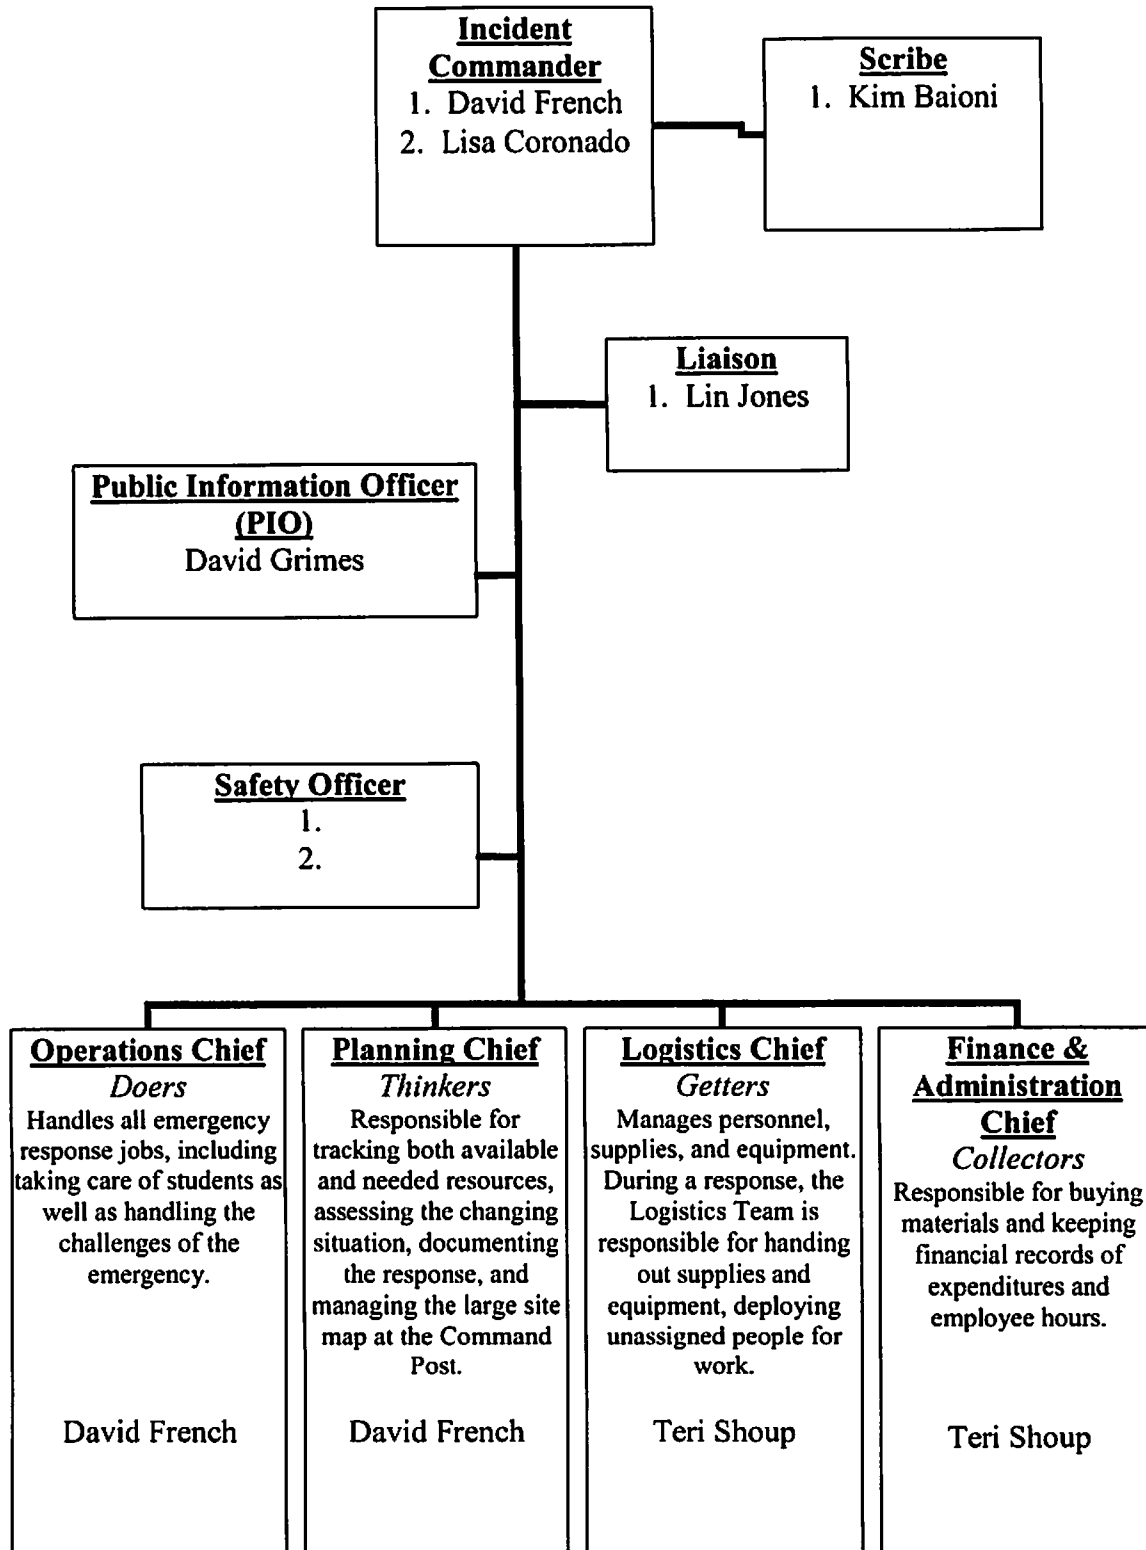 Incident
Commander
1. David French
2. Lisa Coronado
Scribe
1. Kim Baioni
Liaison
1. Lin Jones
Public Information Officer
(PIO)
David Grimes
Safety Officer
1.
2.
Operations Chief
Doers
Handles all emergency
response jobs, including
taking care of students as
well as handling the
challenges of the
emergency.
David French
Planning Chief
Thinkers
Responsible for
tracking both available
and needed resources,
assessing the changing
situation, documenting
the response, and
managing the large site
map at the Command
Post.
David French
Logistics Chief
Getters
Manages personnel,
supplies, and equipment.
During a response, the
Logistics Team is
responsible for handing
out supplies and
equipment, deploying
unassigned people for
work.
Teri Shoup
Finance &
Administration
Chief
Collectors
Responsible for buying
materials and keeping
financial records of
expenditures and
employee hours.
Teri Shoup